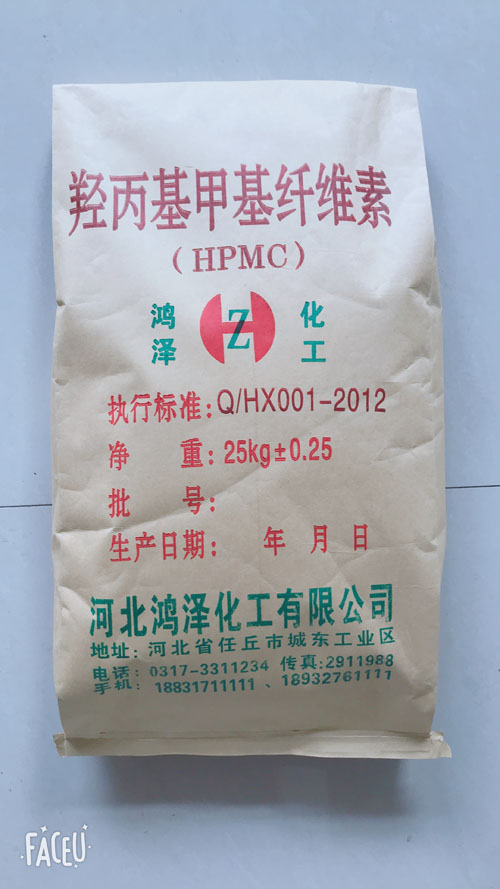 羟丙基甲基纤维素
(HPMC)
鸿泽 HZ 化工
执行标准: Q/HX001-2012
净 重: 25kg±0.25
批 号:
生产日期: 年 月 日
河北鸿泽化工有限公司
地址: 河北省任丘市城东工业区
电话: 0317-3311234 传真:2911988
手机: 18831711111 、18932761111
FACEU